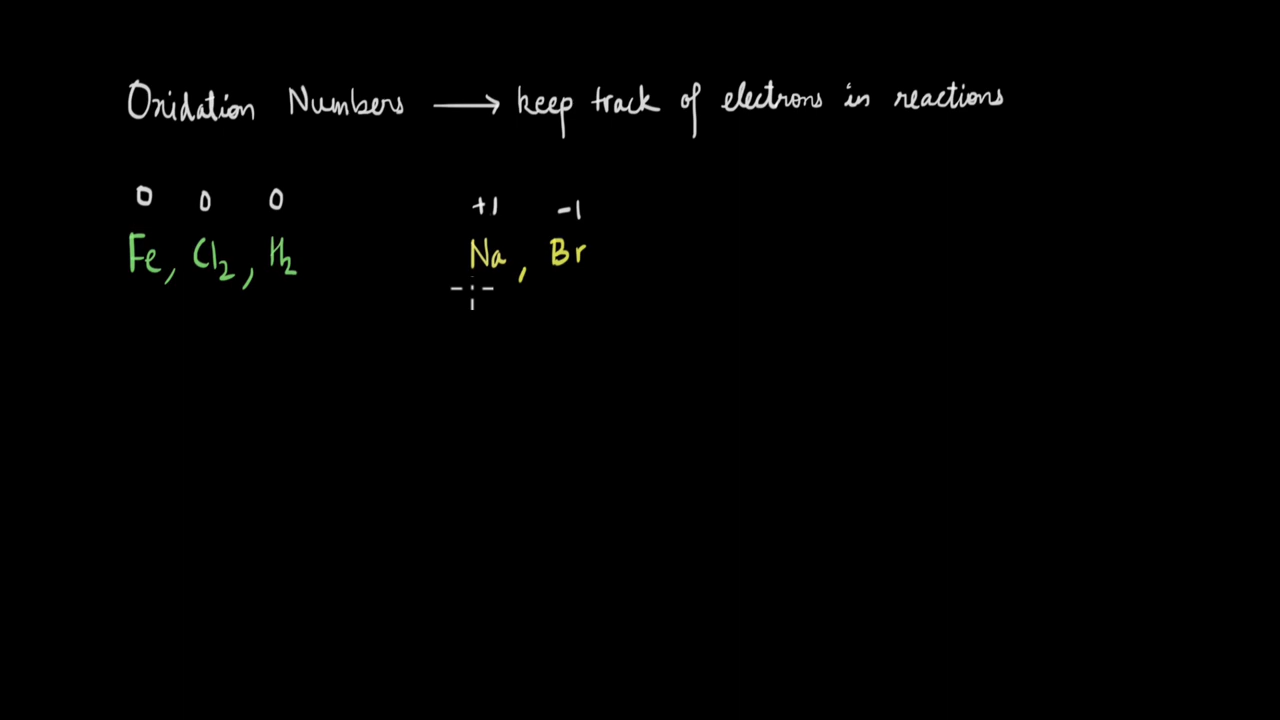 Oxidation Numbers ⟶ keep track of electrons in reactions
0 0 0 +1 -1
Fe, Cl₂, H₂ Na, Br